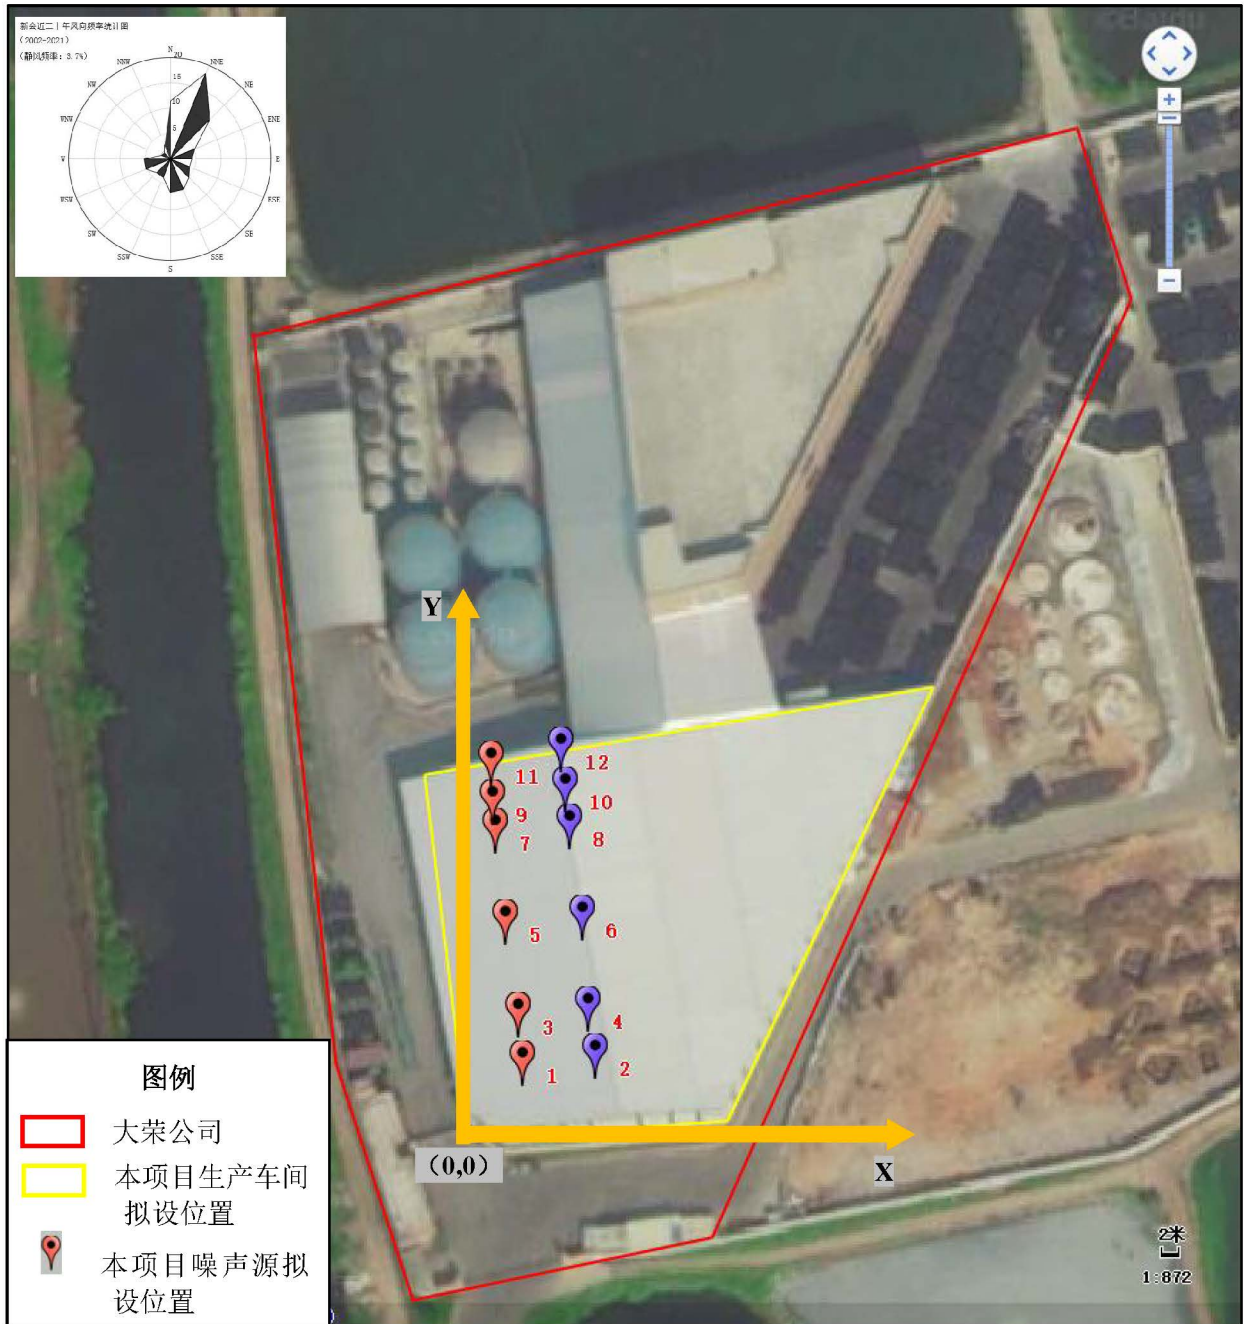 新会近二十年风向频率统计图
(2002-2021)
(静风频率: 3.7%)
N
NNW
NNE
NW
NE
WNW
ENE
W
E
WSW
ESE
SW
SE
SSW
SSE
S
20
15
10
5
Y
12
11
10
9
8
7
6
5
4
3
2
1
(0,0)
X
图例
大荣公司
本项目生产车间
拟设位置
本项目噪声源拟
设位置
2米
1:872